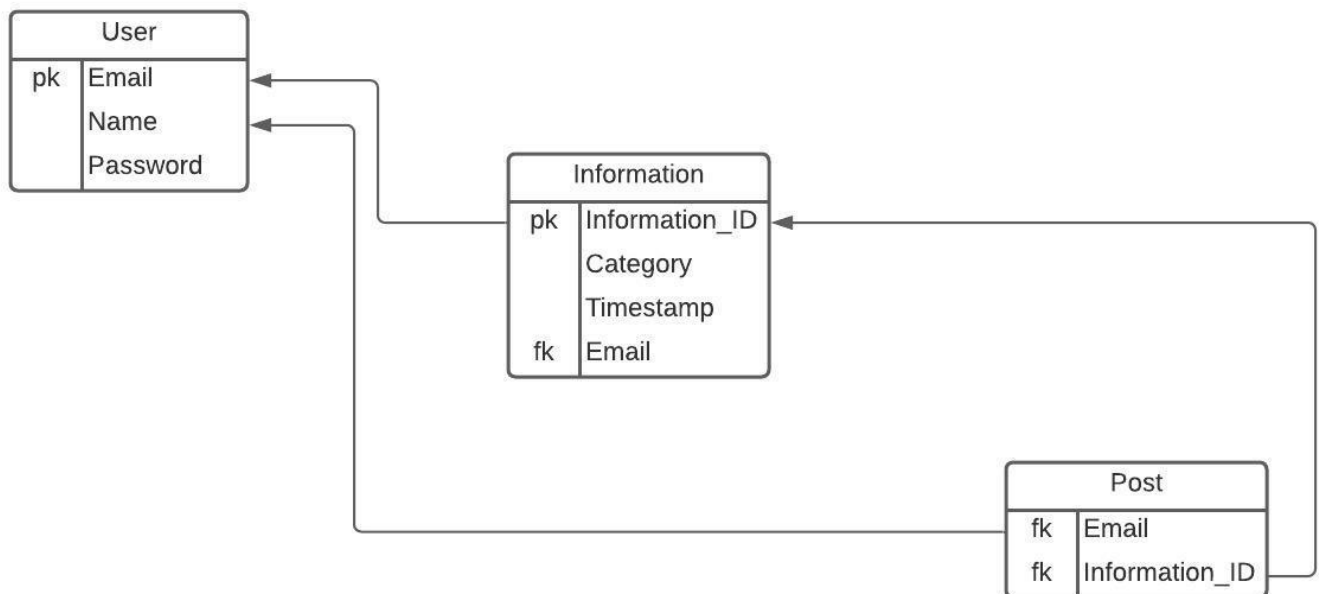 User
pk Email
Name
Password
Information
pk Information_ID
Category
Timestamp
fk Email
Post
fk Email
fk Information_ID